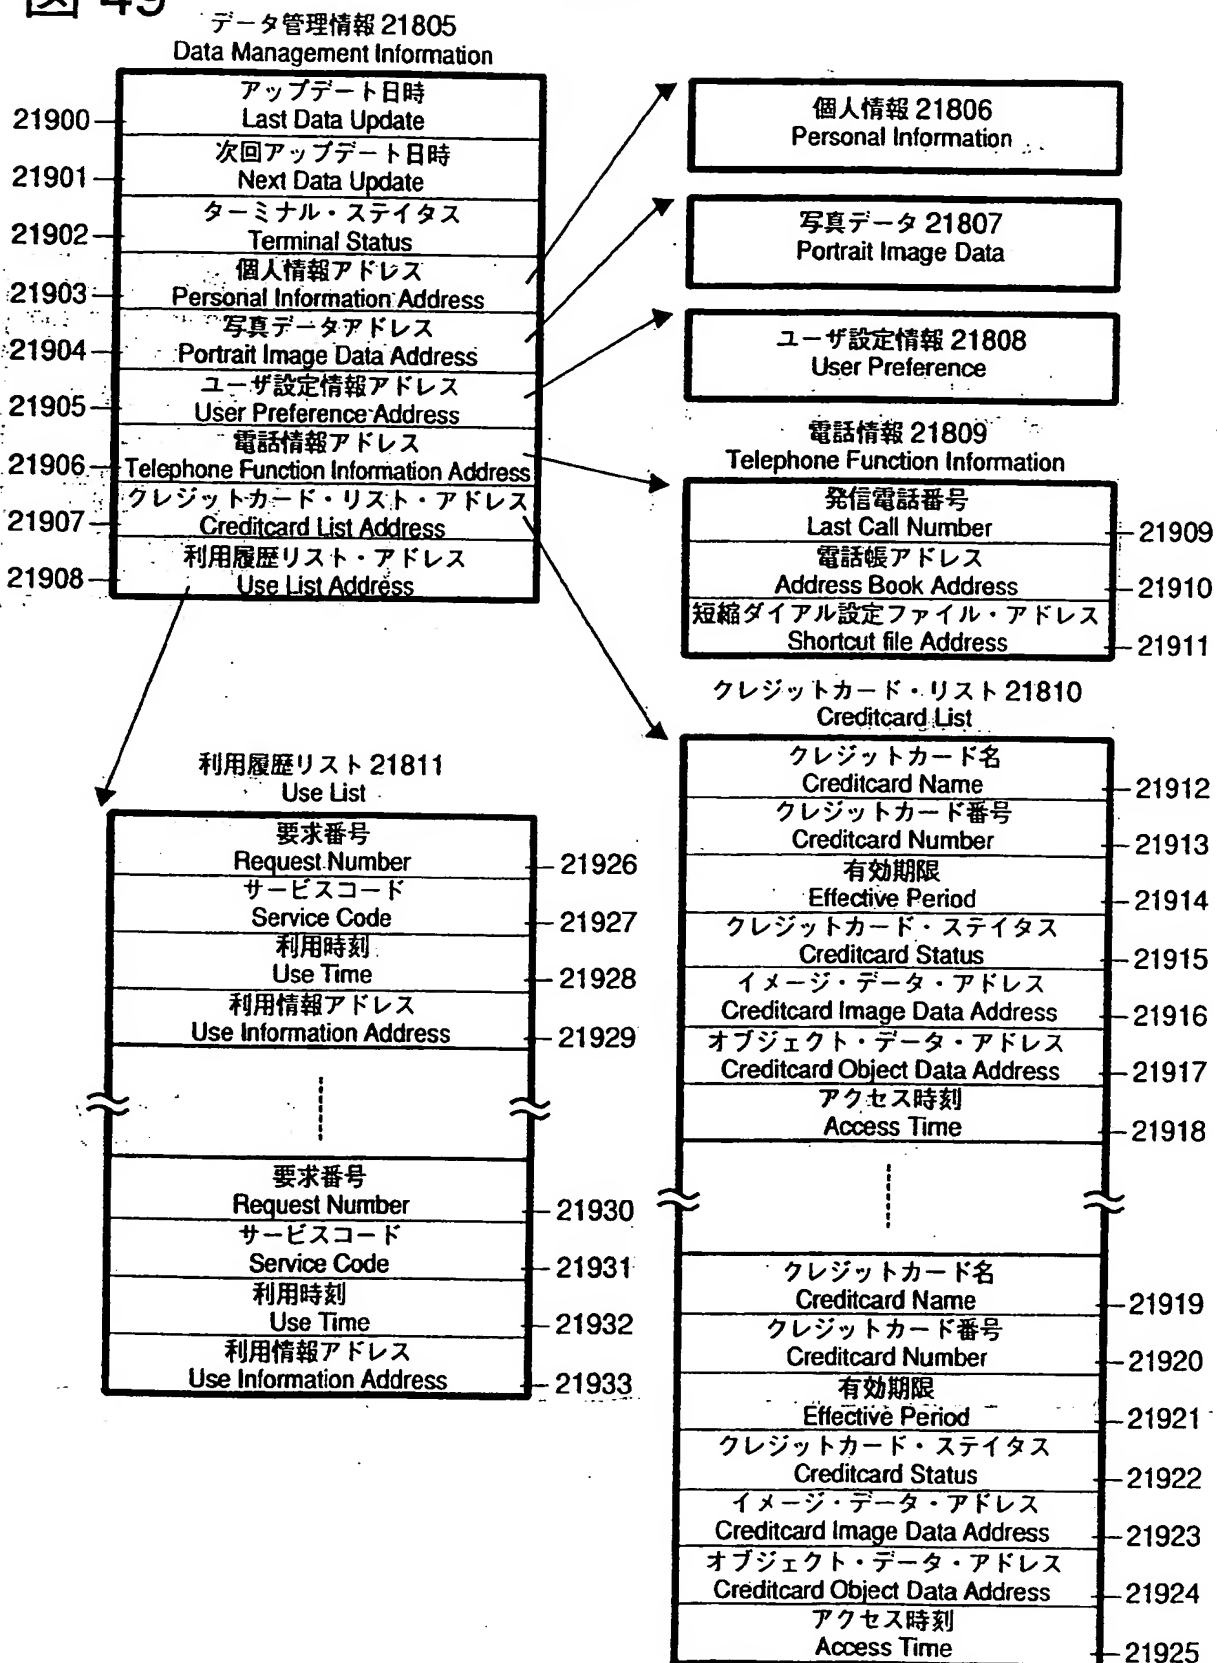 図 49
データ管理情報 21805
Data Management Information
アップデート日時
21900
Last Data Update
次回アップデート日時
21901
Next Data Update
ターミナル・ステイタス
21902
Terminal Status
個人情報アドレス
21903
Personal Information Address
写真データアドレス
21904
Portrait Image Data Address
ユーザ設定情報アドレス
21905
User Preference Address
電話情報アドレス
21906
Telephone Function Information Address
クレジットカード・リスト・アドレス
21907
Creditcard List Address
利用履歴リスト・アドレス
21908
Use List Address
個人情報 21806
Personal Information
写真データ 21807
Portrait Image Data
ユーザ設定情報 21808
User Preference
電話情報 21809
Telephone Function Information
発信電話番号
Last Call Number
21909
電話帳アドレス
Address Book Address
21910
短縮ダイアル設定ファイル・アドレス
Shortcut file Address
21911
クレジットカード・リスト 21810
Creditcard List
クレジットカード名
Creditcard Name
21912
クレジットカード番号
Creditcard Number
21913
有効期限
Effective Period
21914
クレジットカード・ステイタス
Creditcard Status
21915
イメージ・データ・アドレス
Creditcard Image Data Address
21916
オブジェクト・データ・アドレス
Creditcard Object Data Address
21917
アクセス時刻
Access Time
21918
クレジットカード名
Creditcard Name
21919
クレジットカード番号
Creditcard Number
21920
有効期限
Effective Period
21921
クレジットカード・ステイタス
Creditcard Status
21922
イメージ・データ・アドレス
Creditcard Image Data Address
21923
オブジェクト・データ・アドレス
Creditcard Object Data Address
21924
アクセス時刻
Access Time
21925
利用履歴リスト 21811
Use List
要求番号
Request Number
21926
サービスコード
Service Code
21927
利用時刻
Use Time
21928
利用情報アドレス
Use Information Address
21929
要求番号
Request Number
21930
サービスコード
Service Code
21931
利用時刻
Use Time
21932
利用情報アドレス
Use Information Address
21933